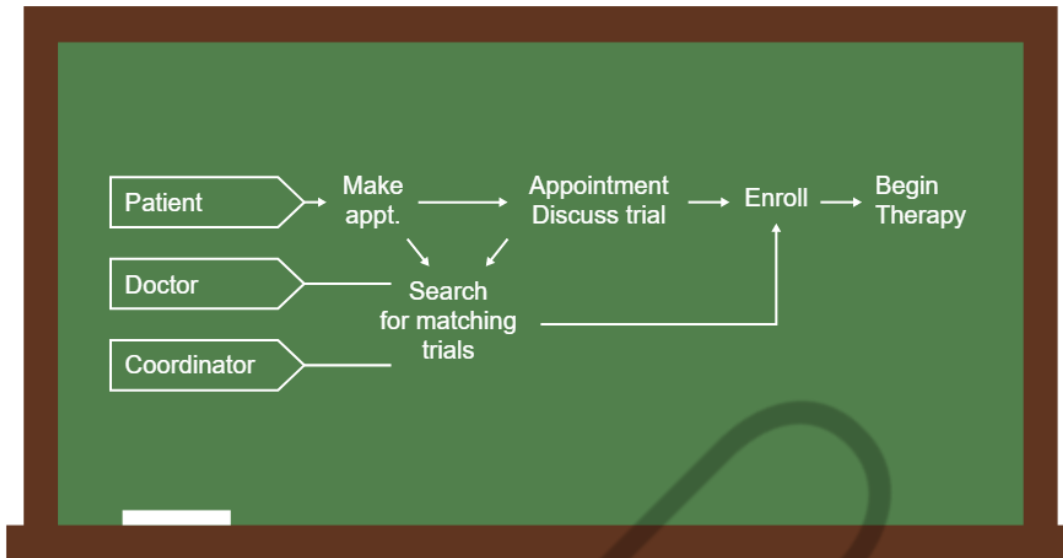 Patient
Make
appt.
Appointment
Discuss trial
Enroll
Begin
Therapy
Doctor
Search
for matching
trials
Coordinator